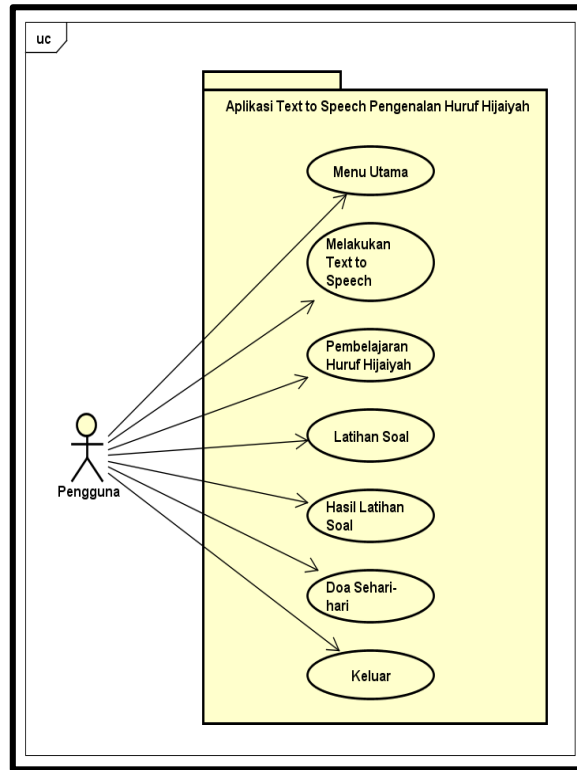 uc
Aplikasi Text to Speech Pengenalan Huruf Hijaiyah
Menu Utama
Melakukan
Text to
Speech
Pembelajaran
Huruf Hijaiyah
Latihan Soal
Pengguna
Hasil Latihan
Soal
Doa Sehari-
hari
Keluar